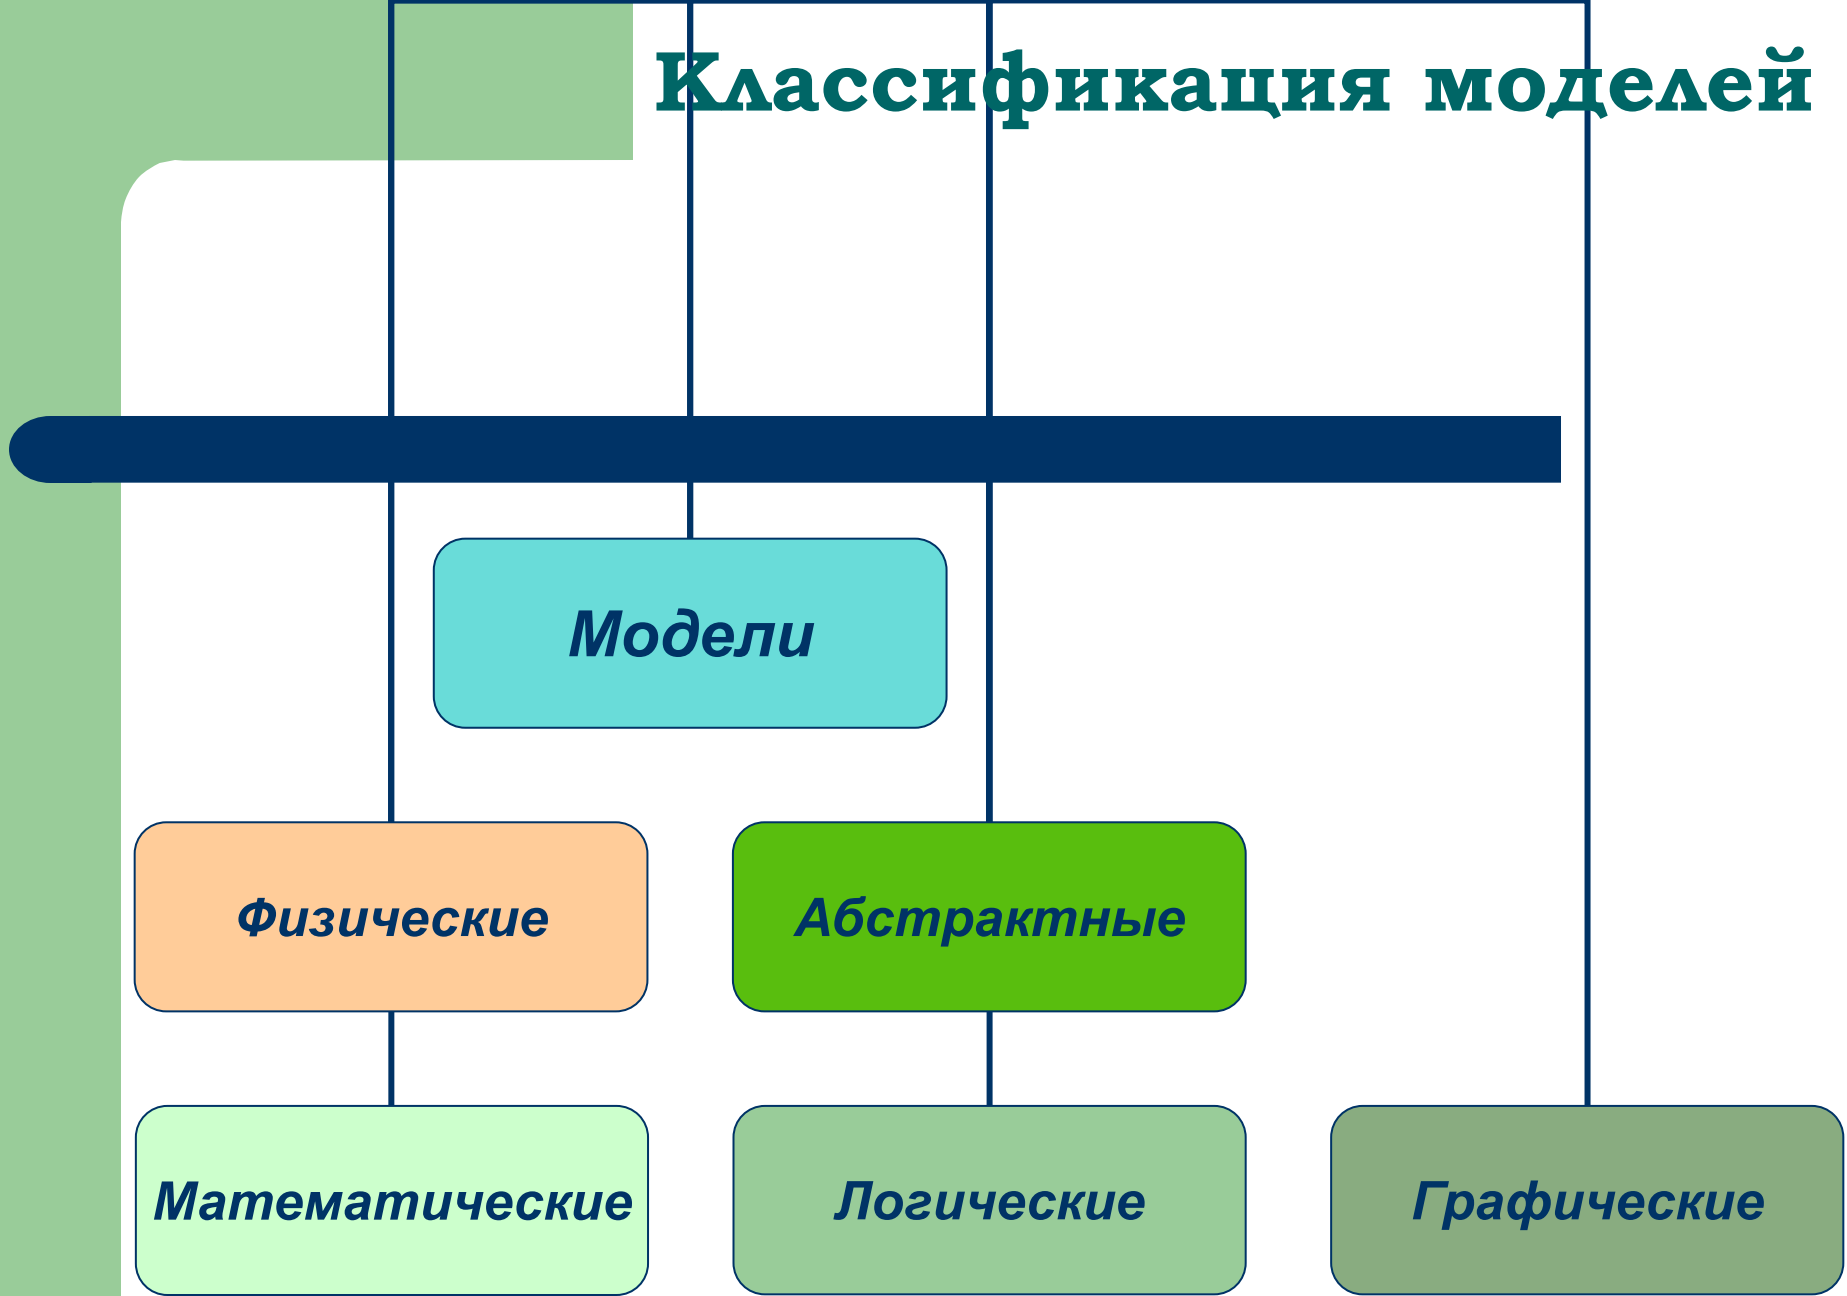 Классификация моделей
Модели
Физические
Абстрактные
Математические
Логические
Графические